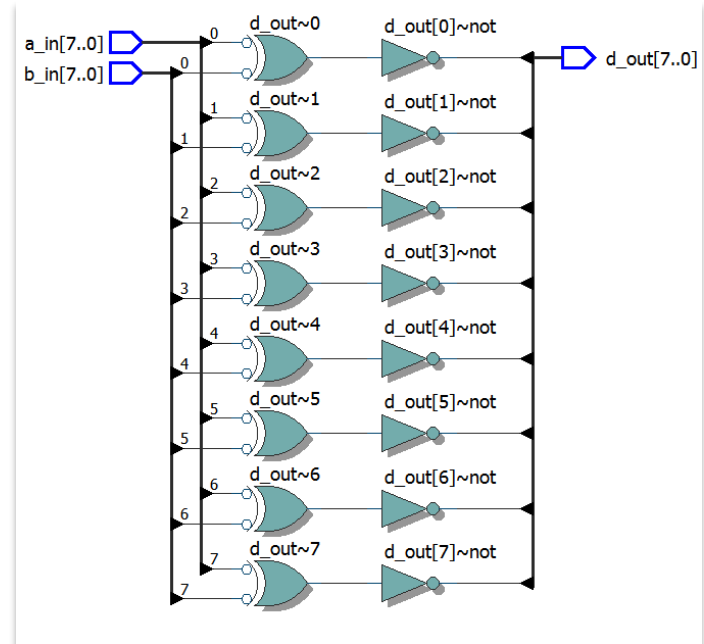 d_out~0 d_out[0]~not
a_in[7..0] 0 d_out[7..0]
b_in[7..0] 0
d_out~1 d_out[1]~not
1
1
d_out~2 d_out[2]~not
2
2
d_out~3 d_out[3]~not
3
3
d_out~4 d_out[4]~not
4
4
d_out~5 d_out[5]~not
5
5
d_out~6 d_out[6]~not
6
6
d_out~7 d_out[7]~not
7
7